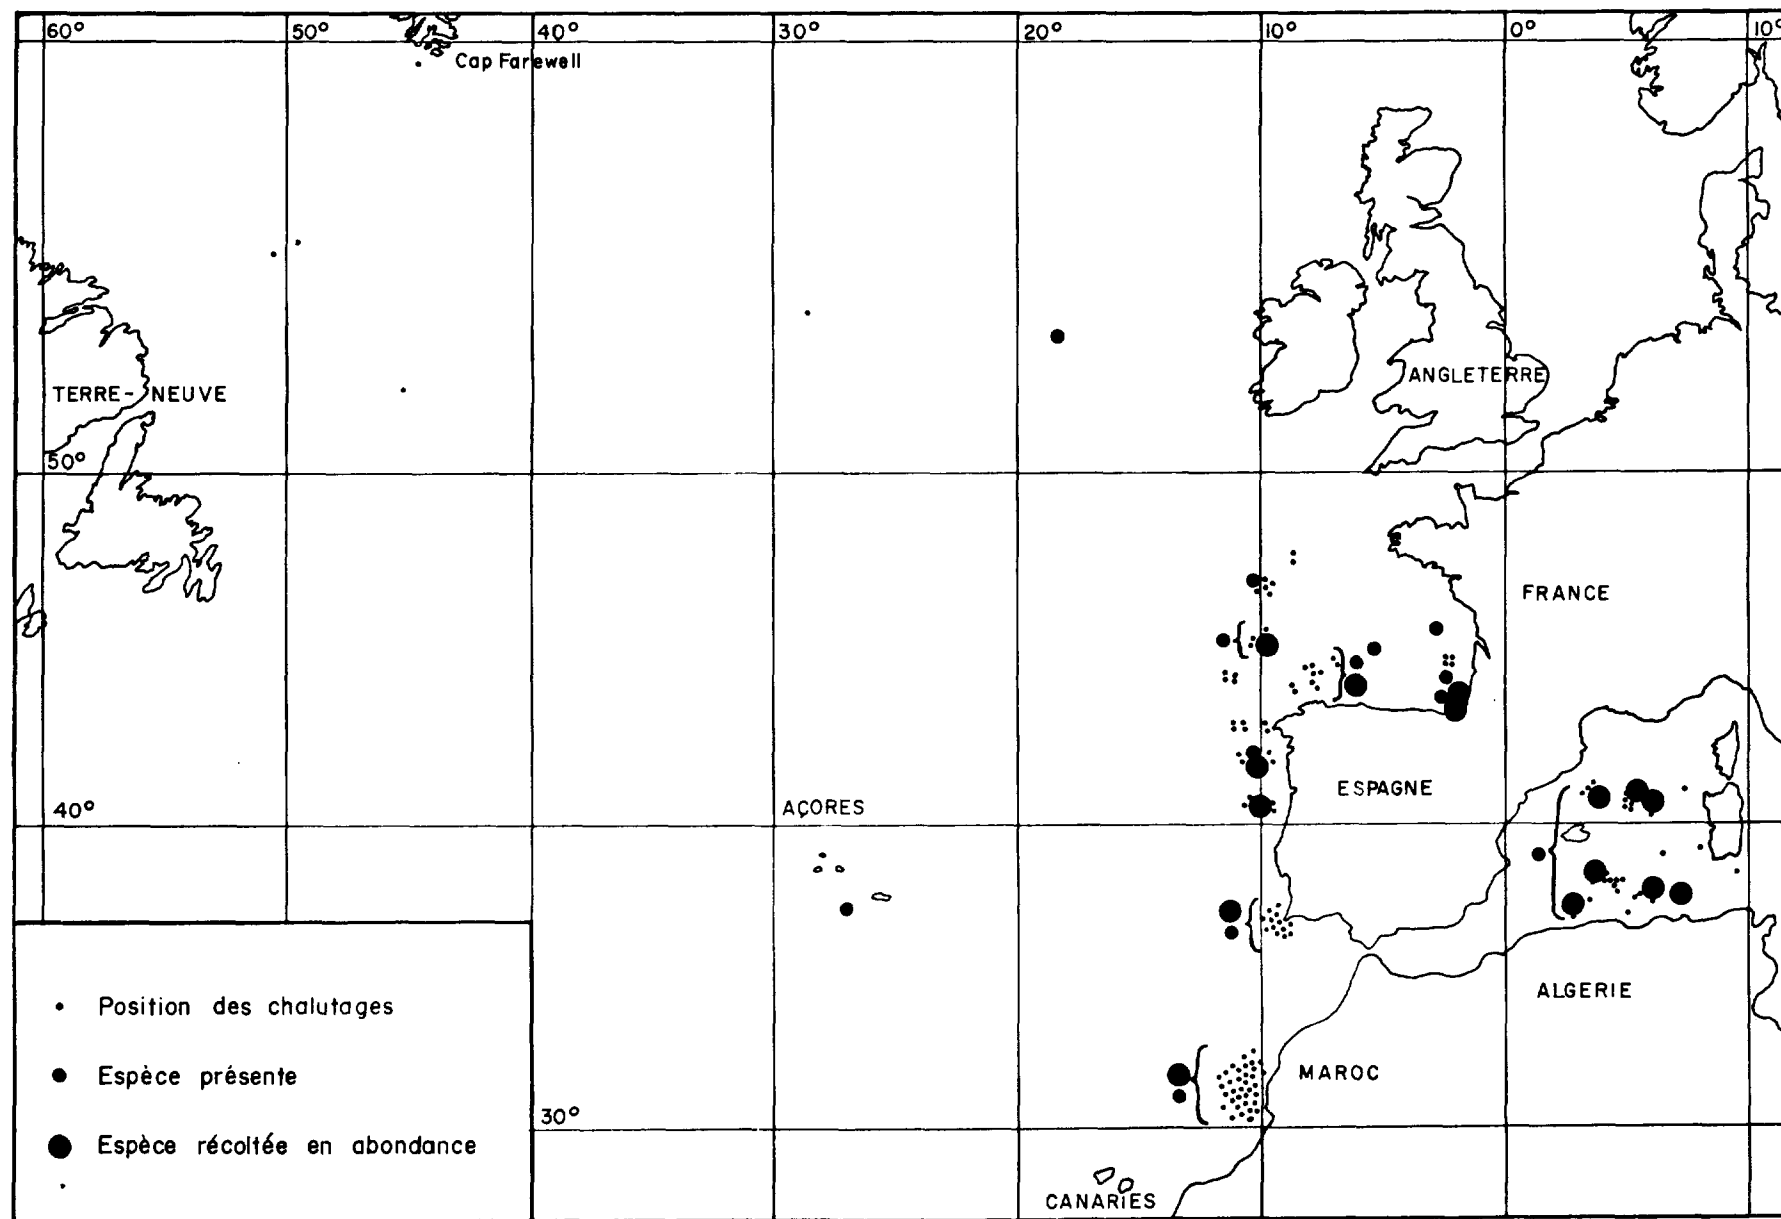 60° 50° 40° 30° 20° 10° 0° 10°
Cap Farewell
TERRE-NEUVE
ANGLETERRE
50°
FRANCE
ESPAGNE
40°
AÇORES
ALGERIE
Position des chalutages
MAROC
Espèce présente
30°
Espèce récoltée en abondance
CANARIES